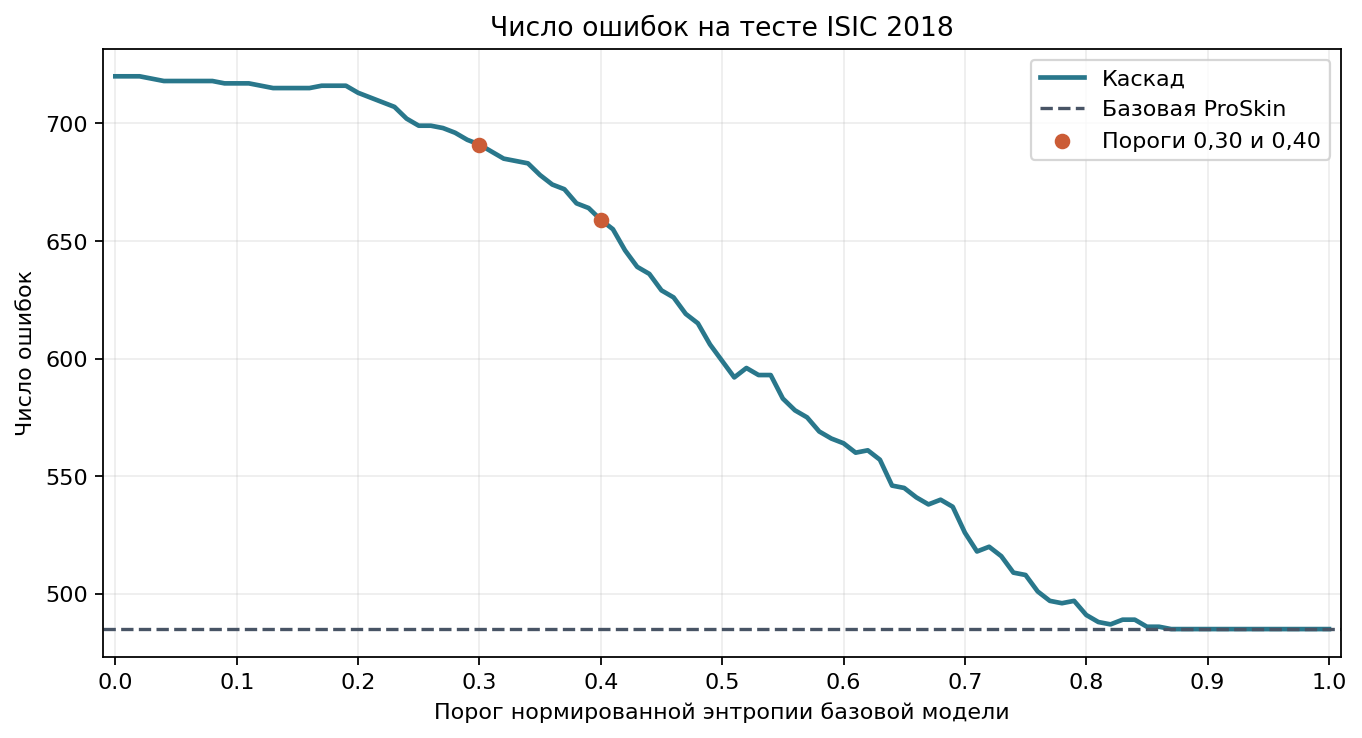 Число ошибок на тесте ISIC 2018
Каскад
Базовая ProSkin
Пороги 0,30 и 0,40
Число ошибок
700
650
600
550
500
0.0 0.1 0.2 0.3 0.4 0.5 0.6 0.7 0.8 0.9 1.0
Порог нормированной энтропии базовой модели